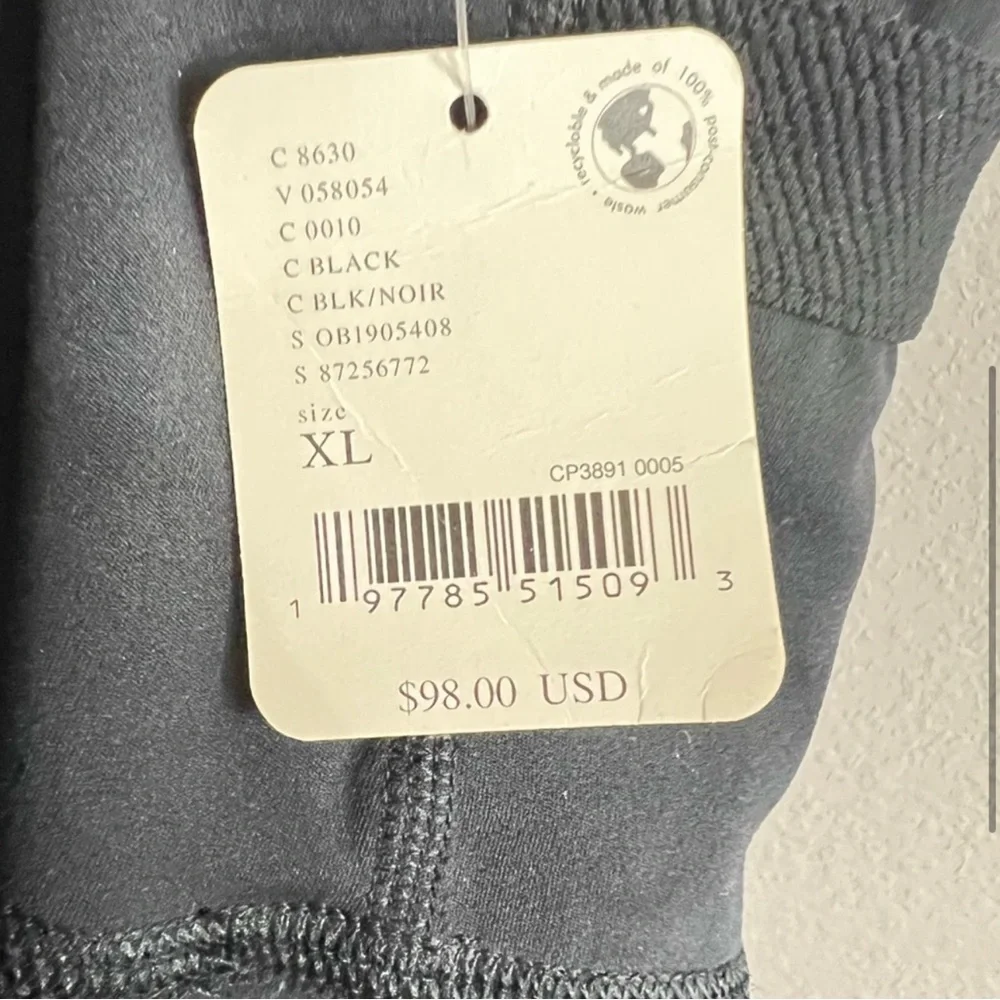 recyclable & made of 100% post-consumer waste •
C 8630
V 058054
C 0010
C BLACK
C BLK/NOIR
S OB1905408
S 87256772
size
XL
CP3891 0005
1 97785 51509 3
$98.00 USD